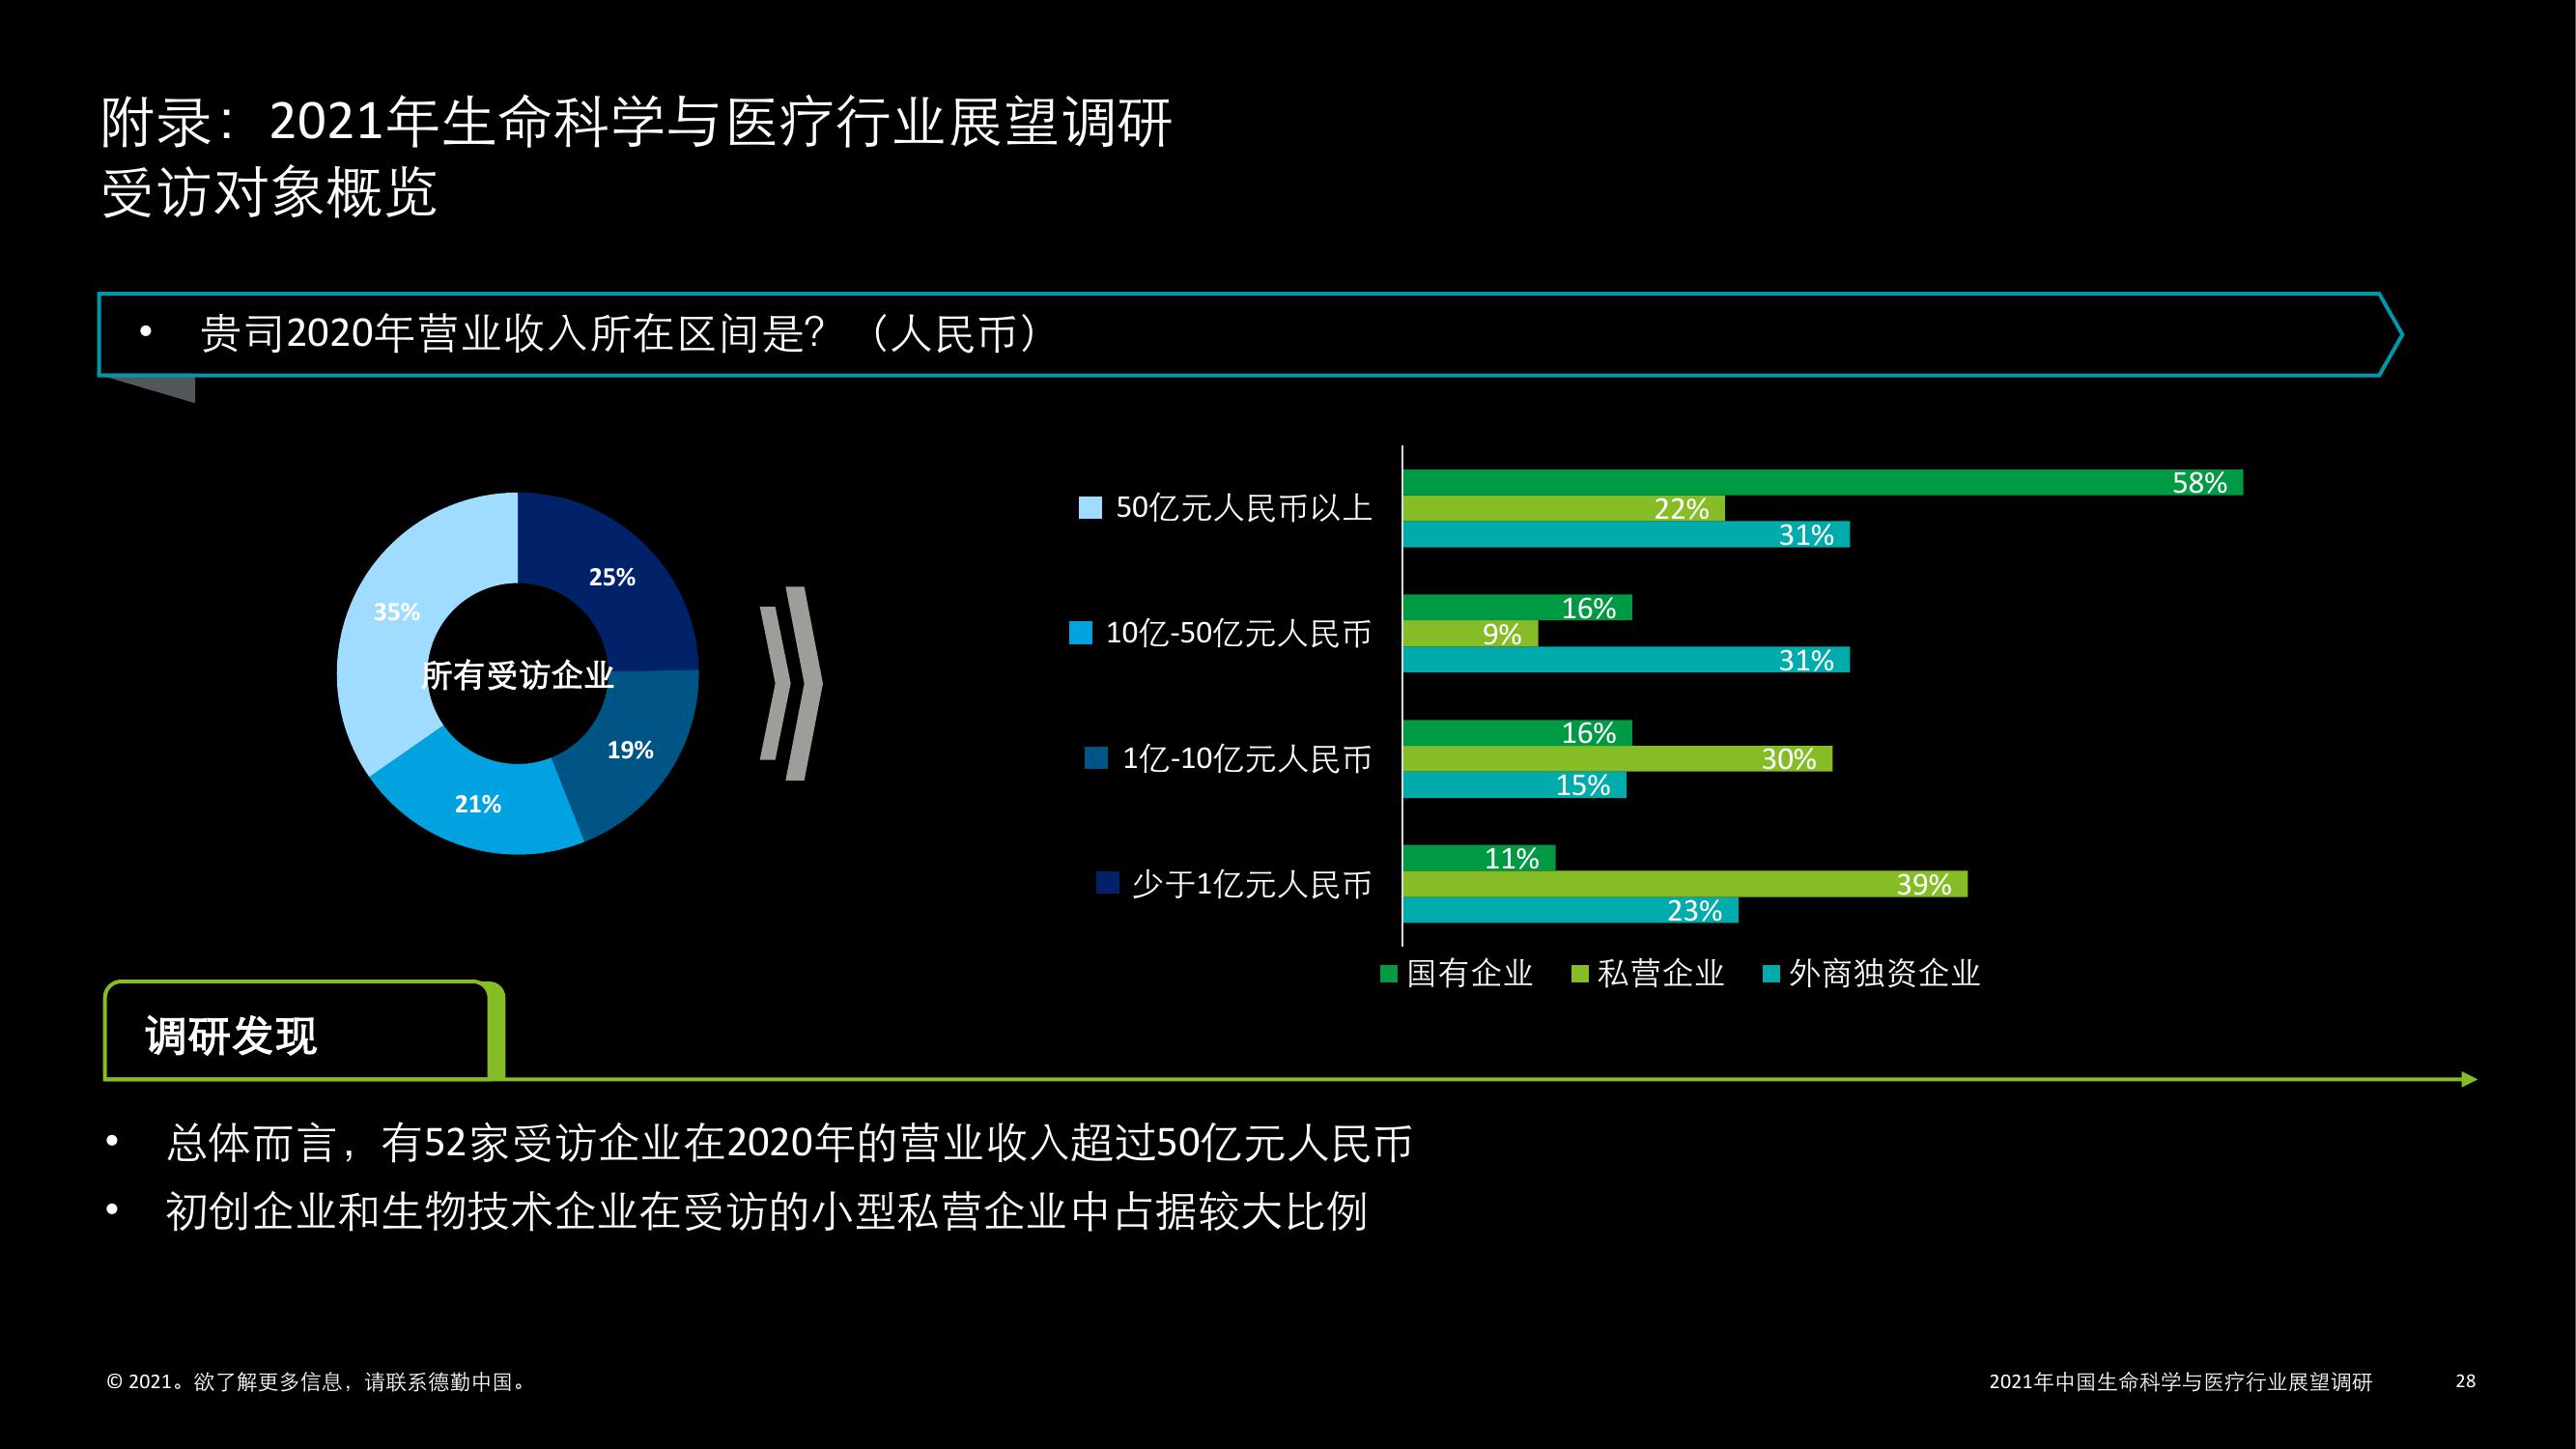 附录：2021年生命科学与医疗行业展望调研
受访对象概览
• 贵司2020年营业收入所在区间是？（人民币）
25%
35%
所有受访企业
19%
21%
50亿元人民币以上
58%
22%
31%
10亿-50亿元人民币
16%
9%
31%
1亿-10亿元人民币
16%
30%
15%
少于1亿元人民币
11%
39%
23%
国有企业 私营企业 外商独资企业
调研发现
• 总体而言，有52家受访企业在2020年的营业收入超过50亿元人民币
• 初创企业和生物技术企业在受访的小型私营企业中占据较大比例
© 2021。欲了解更多信息，请联系德勤中国。
2021年中国生命科学与医疗行业展望调研 28